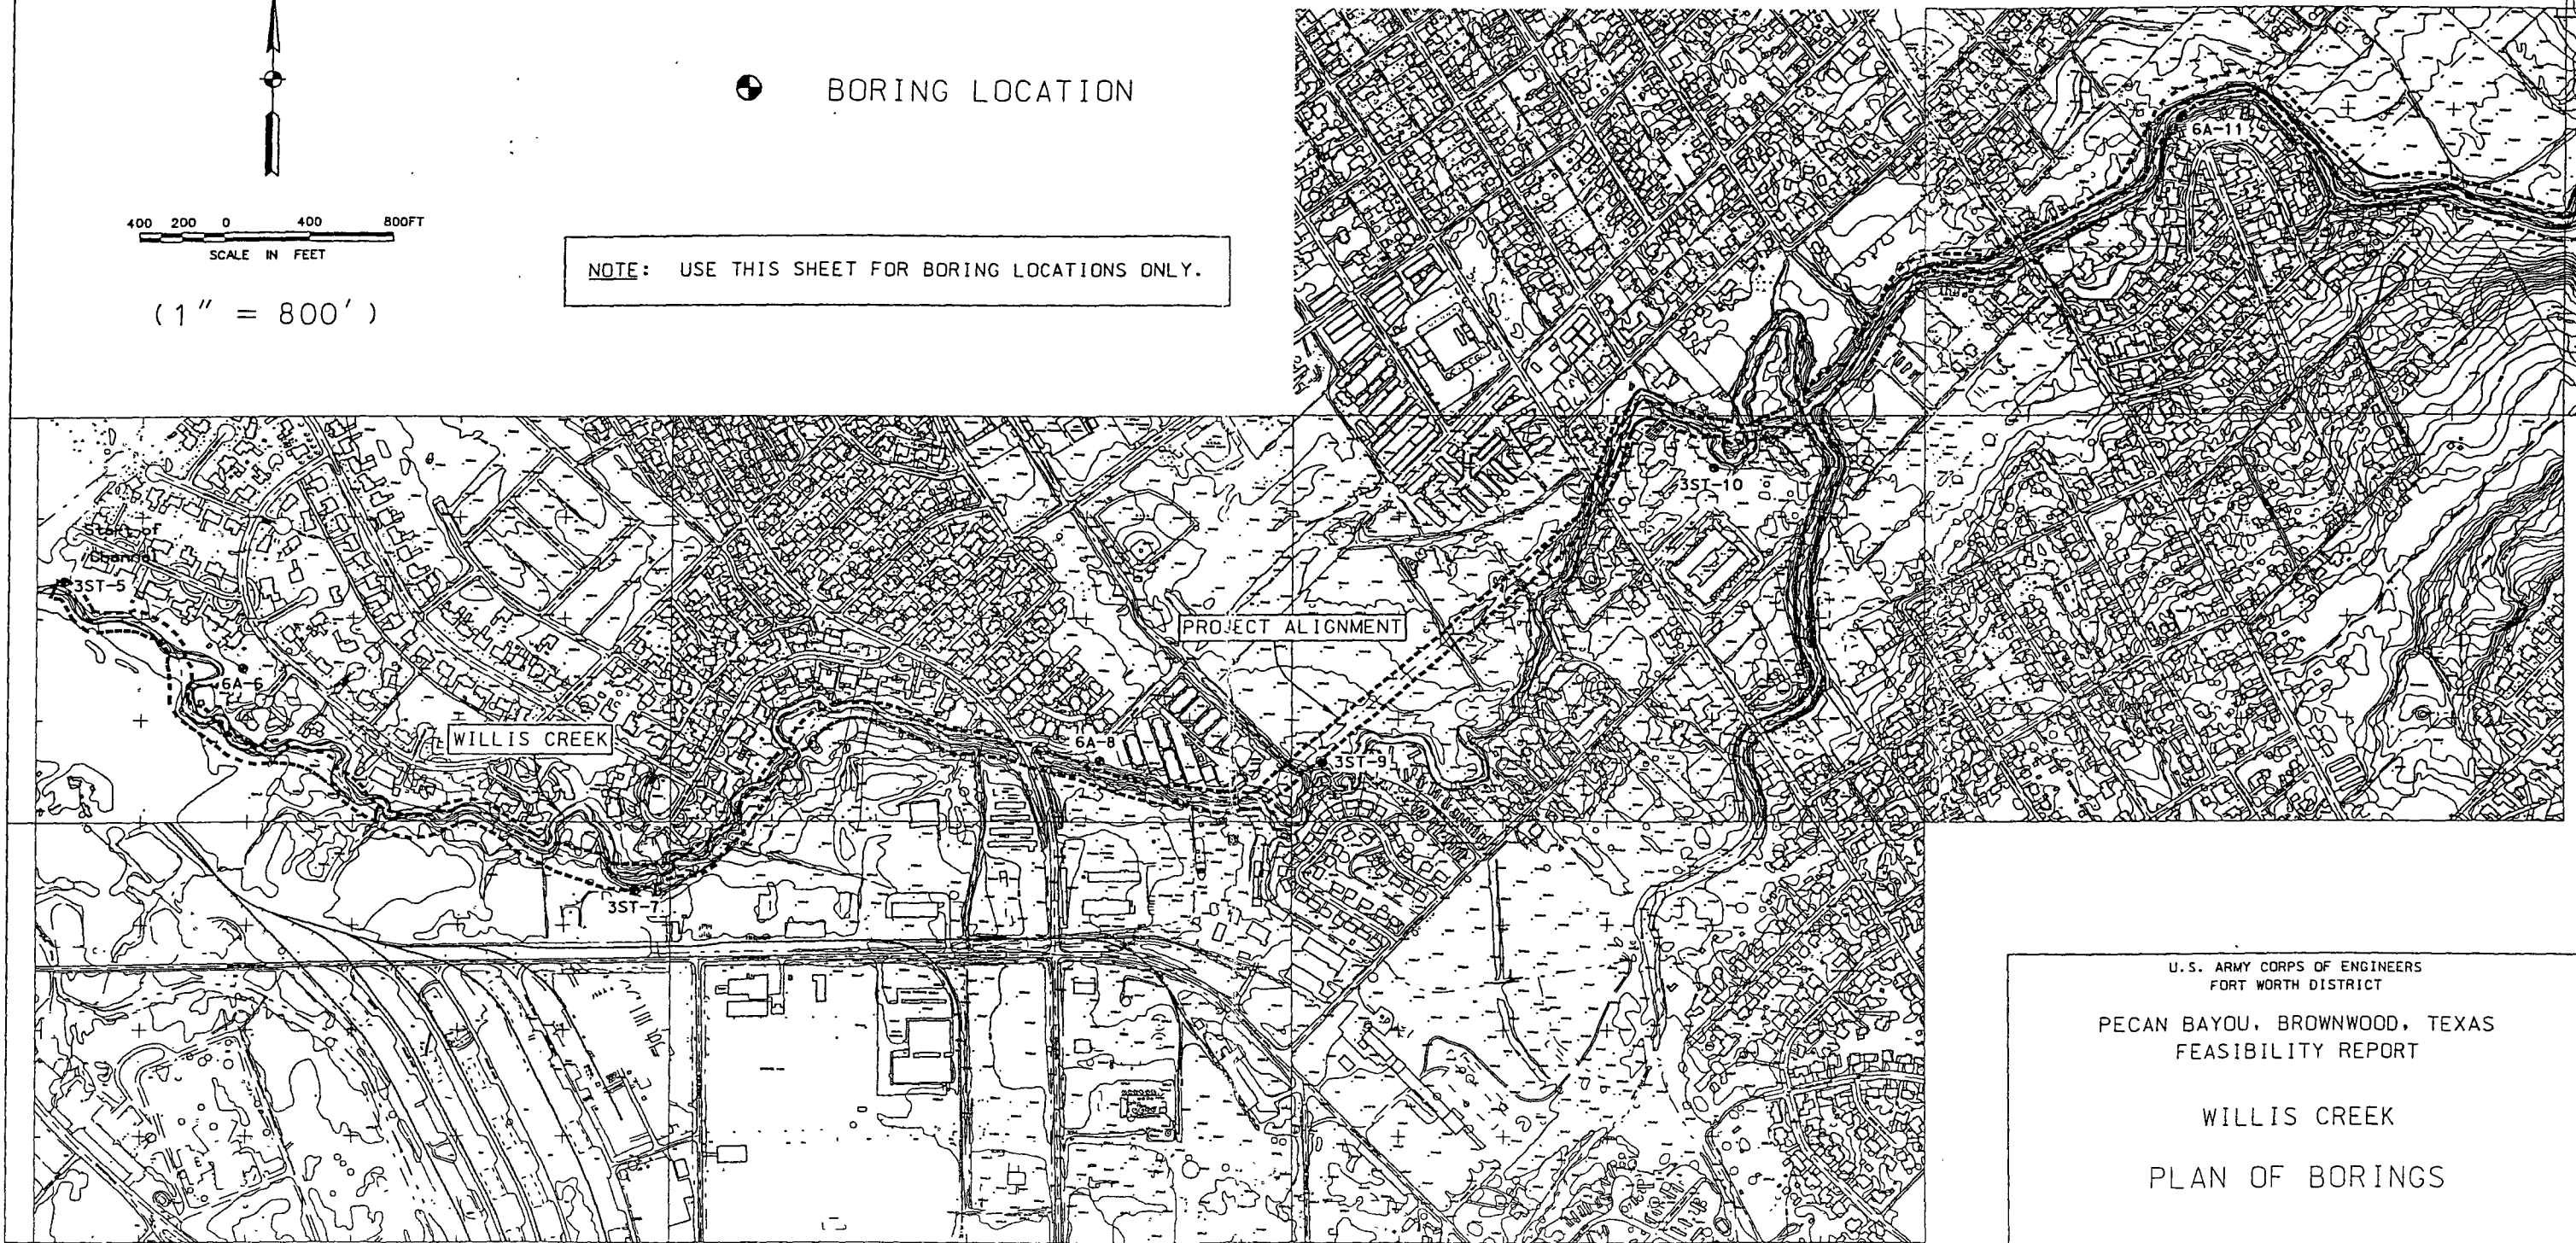 BORING LOCATION
400 200 0 400 800FT
SCALE IN FEET
(1" = 800')
NOTE: USE THIS SHEET FOR BORING LOCATIONS ONLY.
6A-11
3ST-10
Start of
Channel
3ST-5
PROJECT ALIGNMENT
6A-6
WILLIS CREEK
6A-8
3ST-9
3ST-7
U.S. ARMY CORPS OF ENGINEERS
FORT WORTH DISTRICT
PECAN BAYOU, BROWNWOOD, TEXAS
FEASIBILITY REPORT
WILLIS CREEK
PLAN OF BORINGS